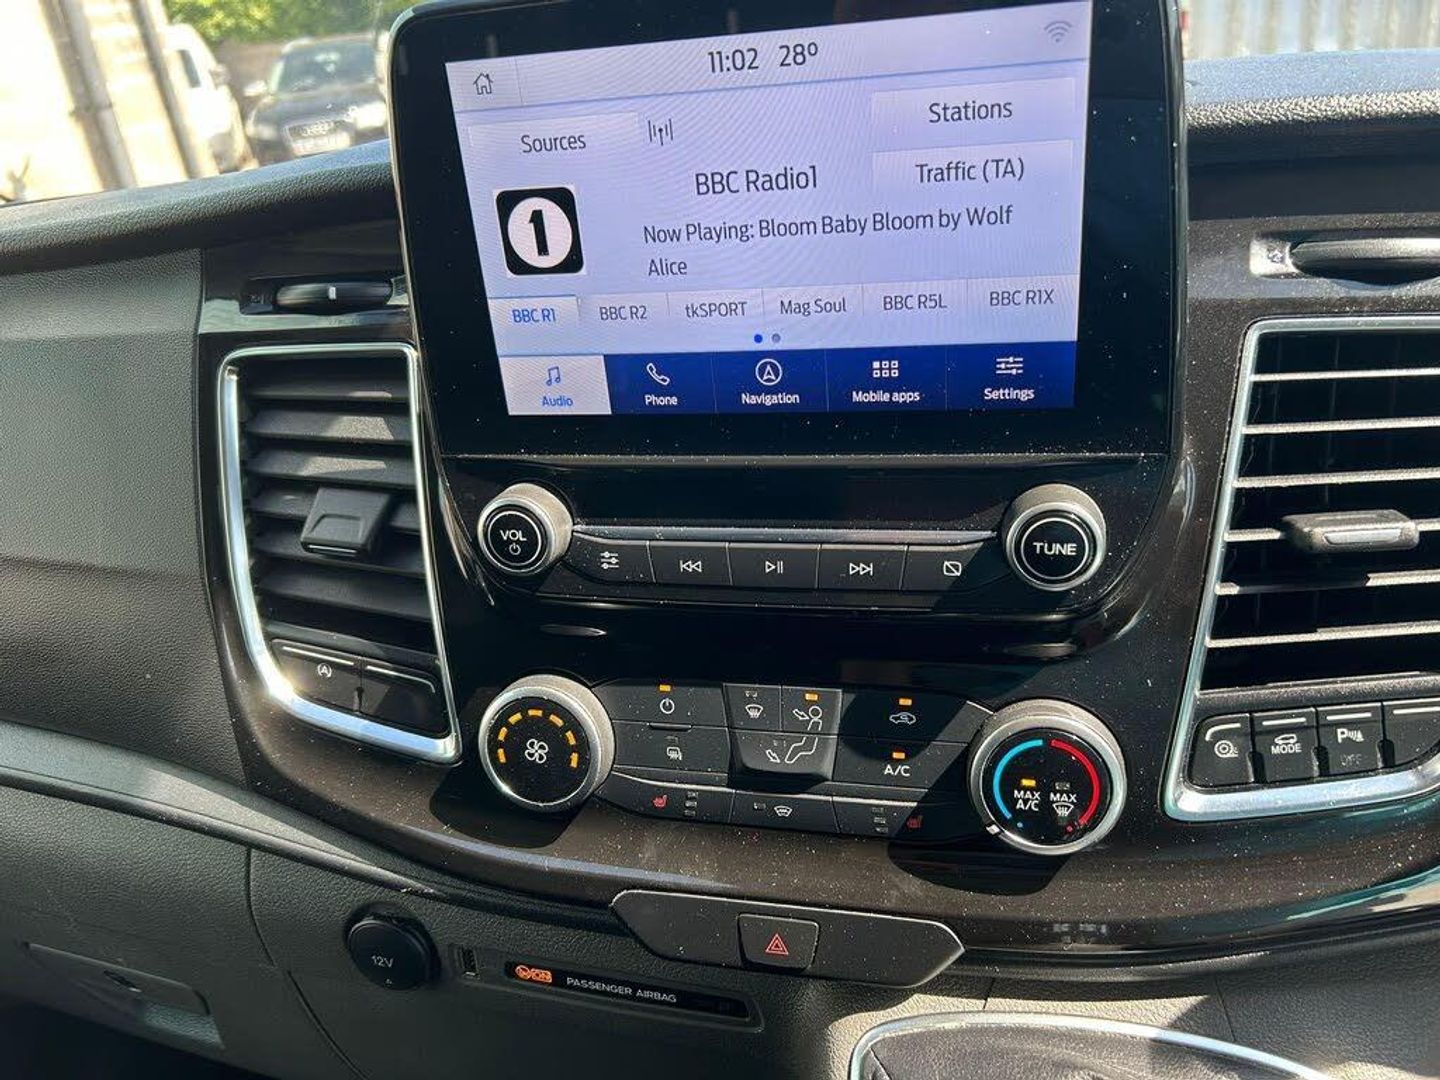 11:02 28°
Sources
Stations
BBC Radio1
Traffic (TA)
1
Now Playing: Bloom Baby Bloom by Wolf
Alice
BBC R1 BBC R2 tkSPORT Mag Soul BBC R5L BBC R1X
Audio Phone Navigation Mobile apps Settings
VOL
TUNE
(A)
A/C
MAX
A/C
MAX
MODE
P
OFF
12V
ON
PASSENGER AIRBAG